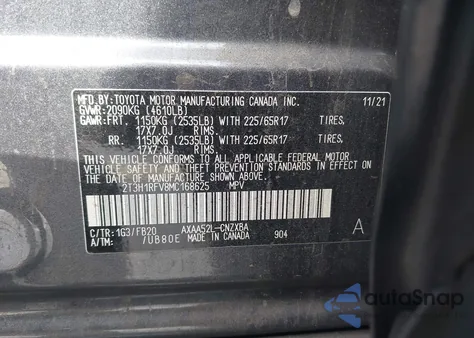 MFD. BY: TOYOTA MOTOR MANUFACTURING CANADA INC. 11/21
GVWR: 2090KG (4610LB)
GAWR: FRT. 1150KG (2535LB) WITH 225/65R17 TIRES,
17X7.0J RIMS,
RR. 1150KG (2535LB) WITH 225/65R17 TIRES,
17X7.0J RIMS,
THIS VEHICLE CONFORMS TO ALL APPLICABLE FEDERAL MOTOR
VEHICLE SAFETY AND THEFT PREVENTION STANDARDS IN EFFECT
ON THE DATE OF MANUFACTURE SHOWN ABOVE.
2T3H1RFV8MC168625 MPV
C/TR: 1G3/FB20 AXAA52L-CNZXBA
A/TM: /UB80E MADE IN CANADA 904 A
autoSnap